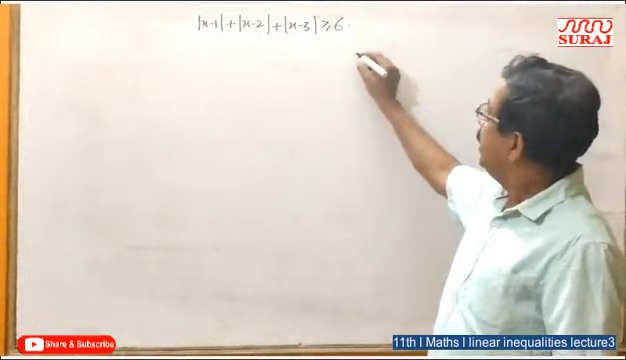 |x-1| + |x-2| + |x-3| ≥ 6.
SURAJ
Share & Subscribe
11th I Maths I linear inequalities lecture3